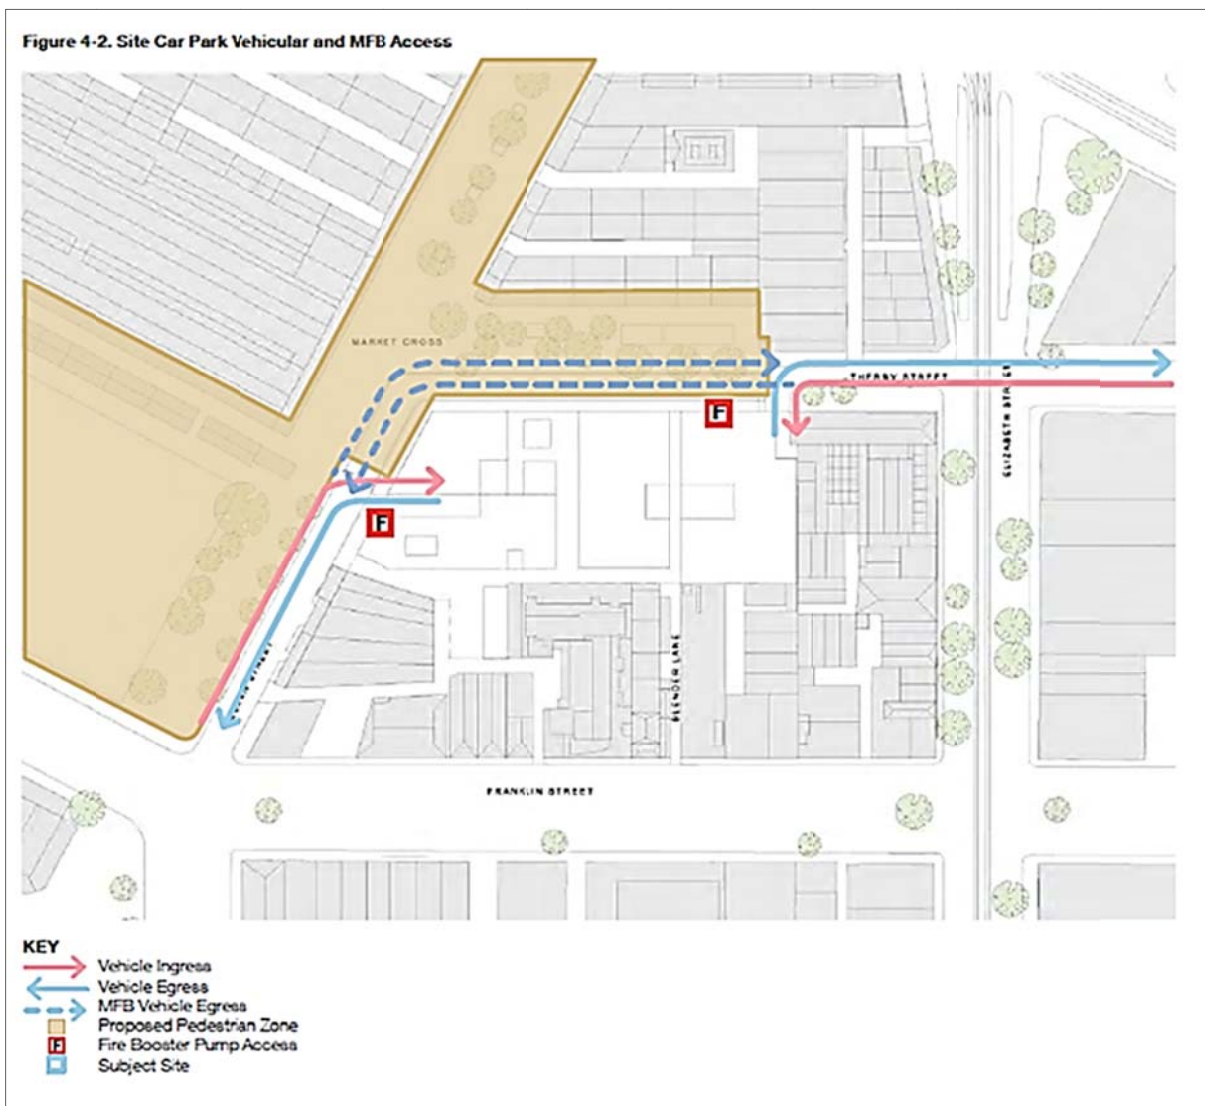 Figure 4-2. Site Car Park Vehicular and MFB Access
MARKET CROSS
F
THERRY STREET
ELIZABETH STREET
F
STREET
BLENDER LANE
FRANKLIN STREET
KEY
Vehicle Ingress
Vehicle Egress
MFB Vehicle Egress
Proposed Pedestrian Zone
F Fire Booster Pump Access
Subject Site